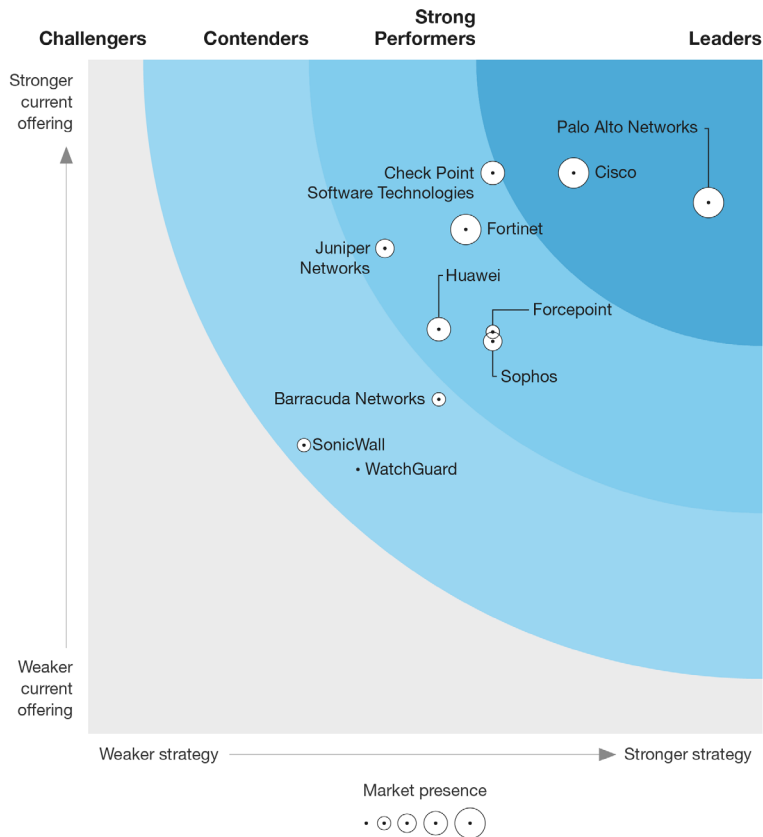 Challengers
Contenders
Strong
Performers
Leaders
Stronger
current
offering
Palo Alto Networks
Check Point
Software Technologies
Cisco
Fortinet
Juniper
Networks
Huawei
Forcepoint
Sophos
Barracuda Networks
SonicWall
WatchGuard
Weaker
current
offering
Weaker strategy
Stronger strategy
Market presence